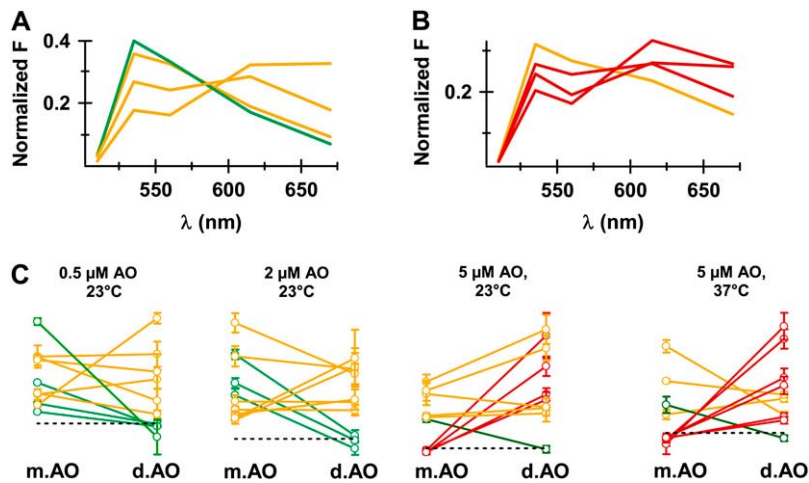 A
Normalized F
0.4
0.2
550
600
650
λ (nm)
B
Normalized F
0.2
550
600
650
λ (nm)
C
0.5 µM AO
23°C
2 µM AO
23°C
5 µM AO,
23°C
5 µM AO,
37°C
m.AO
d.AO
m.AO
d.AO
m.AO
d.AO
m.AO
d.AO